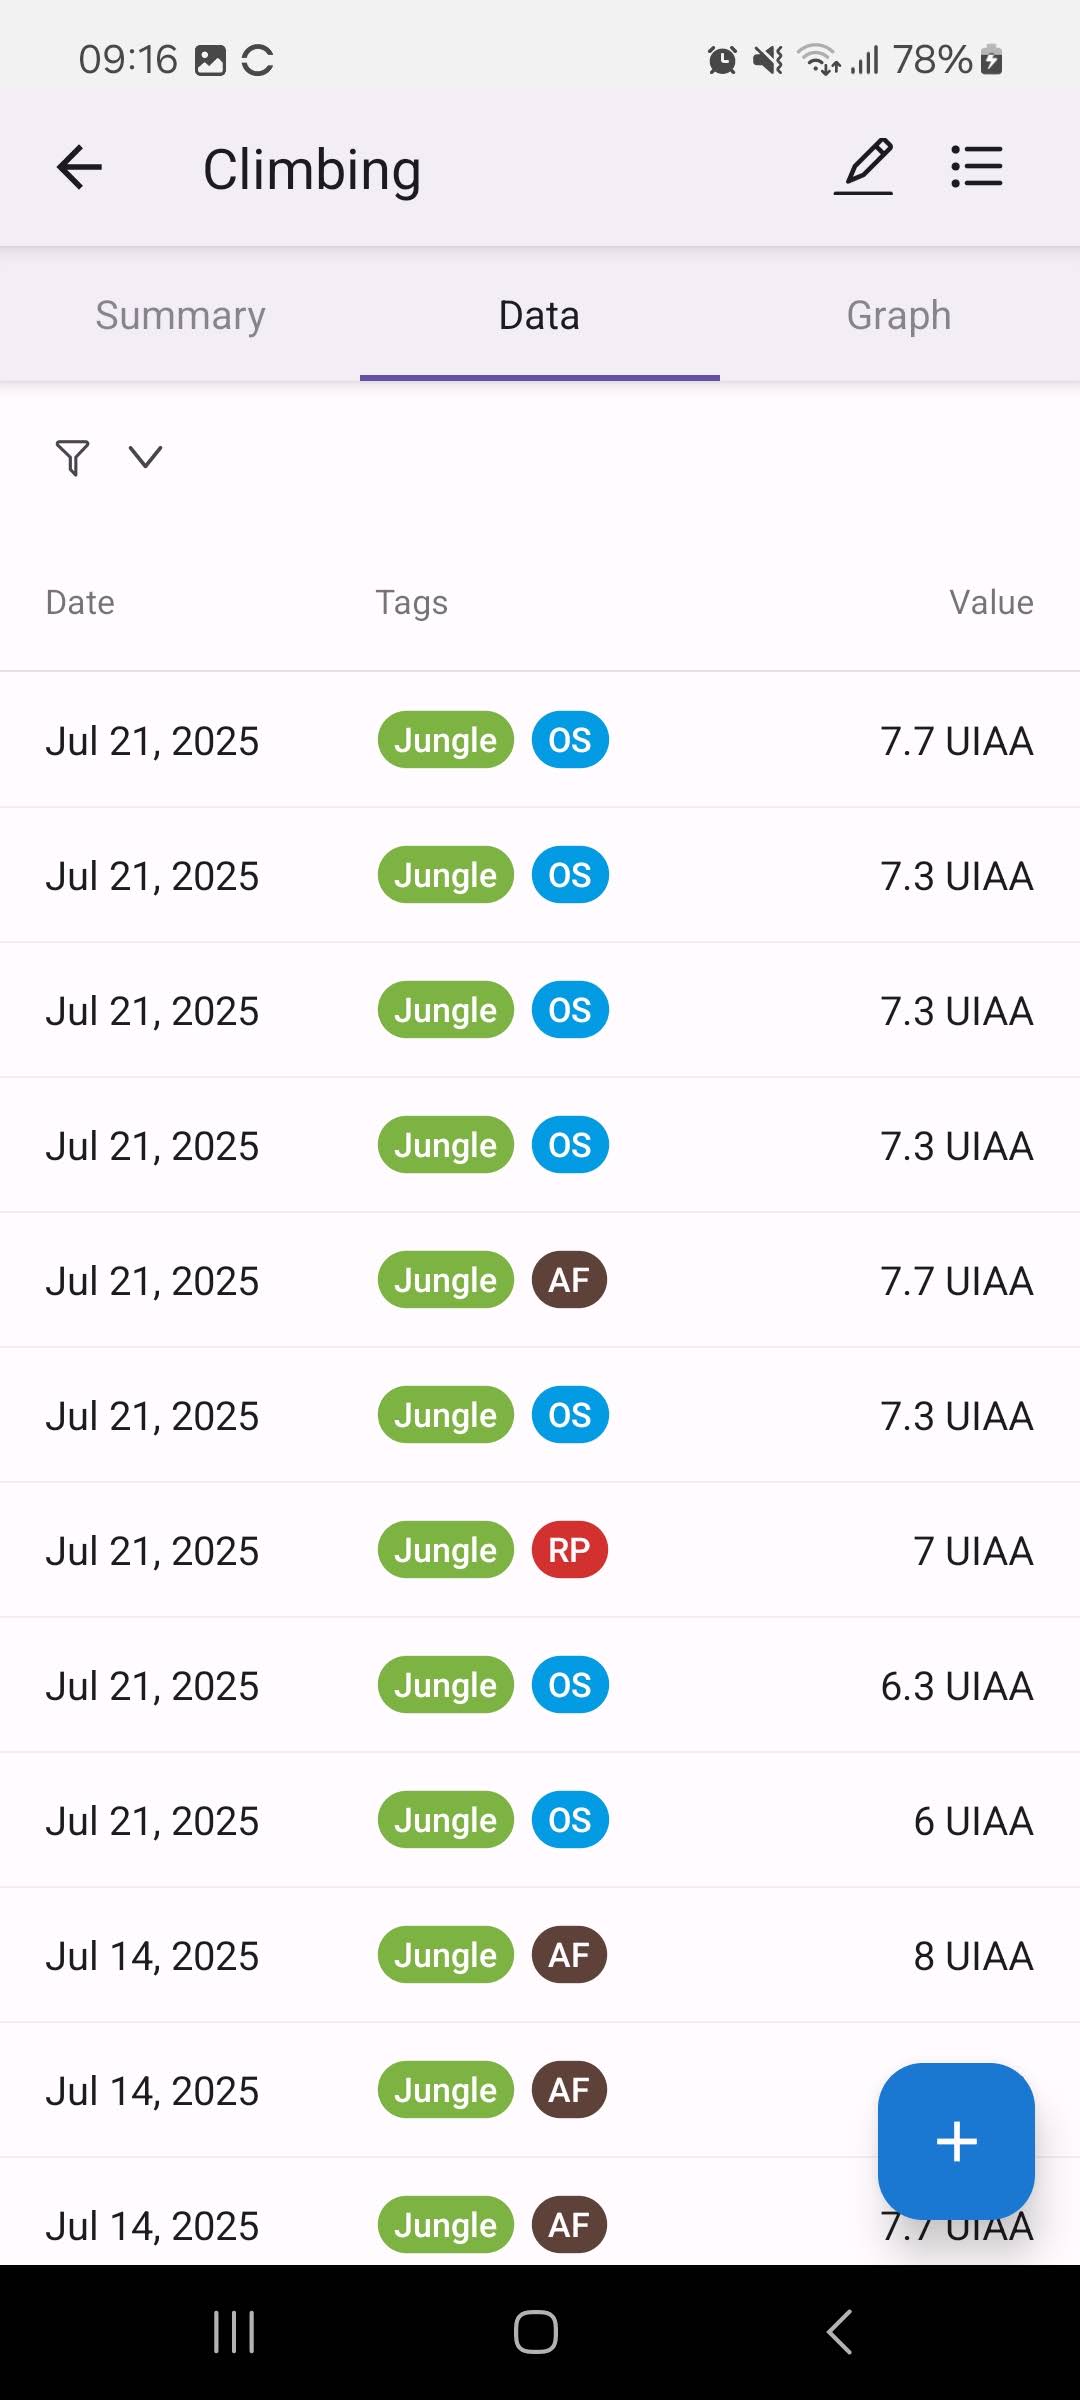 09:16 78%
Climbing
Summary Data Graph
Date Tags Value
Jul 21, 2025 Jungle OS 7.7 UIAA
Jul 21, 2025 Jungle OS 7.3 UIAA
Jul 21, 2025 Jungle OS 7.3 UIAA
Jul 21, 2025 Jungle OS 7.3 UIAA
Jul 21, 2025 Jungle AF 7.7 UIAA
Jul 21, 2025 Jungle OS 7.3 UIAA
Jul 21, 2025 Jungle RP 7 UIAA
Jul 21, 2025 Jungle OS 6.3 UIAA
Jul 21, 2025 Jungle OS 6 UIAA
Jul 14, 2025 Jungle AF 8 UIAA
Jul 14, 2025 Jungle AF
Jul 14, 2025 Jungle AF 7.7 UIAA